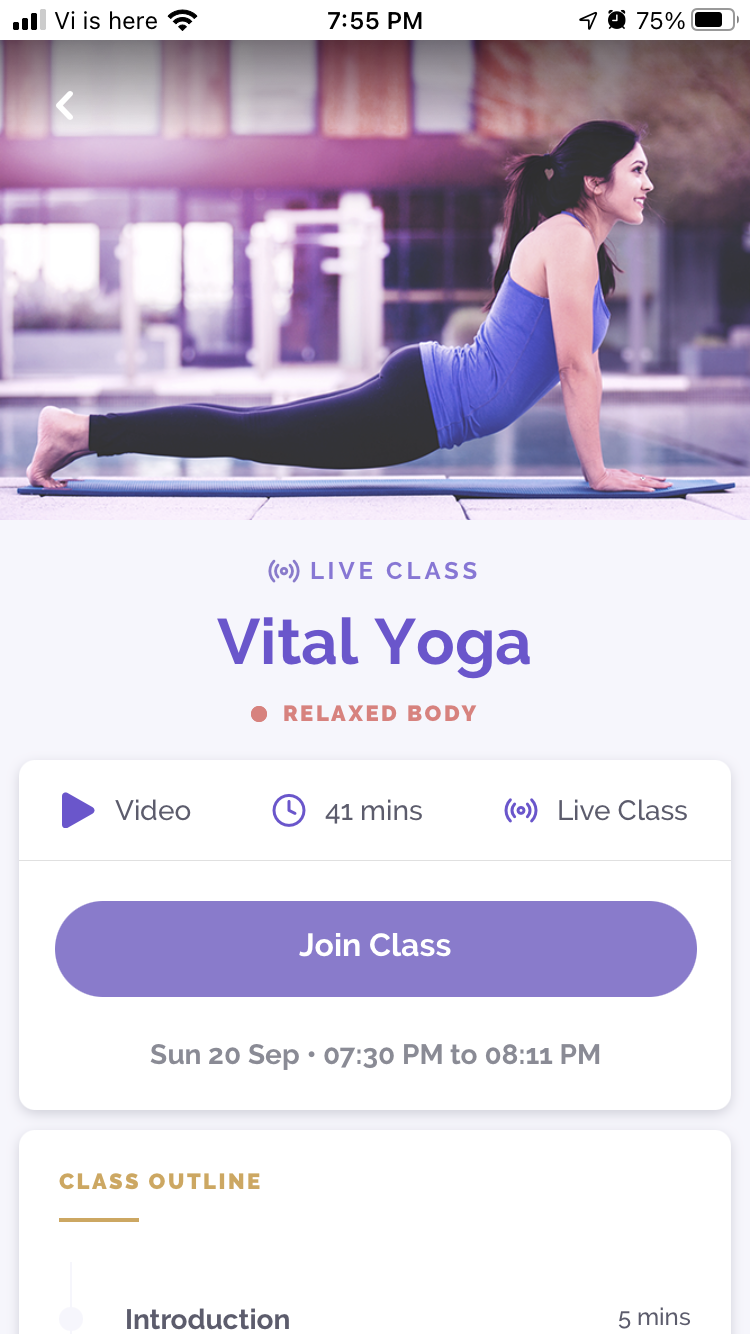 Vi is here 7:55 PM 75%
LIVE CLASS
Vital Yoga
RELAXED BODY
Video 41 mins Live Class
Join Class
Sun 20 Sep • 07:30 PM to 08:11 PM
CLASS OUTLINE
Introduction 5 mins